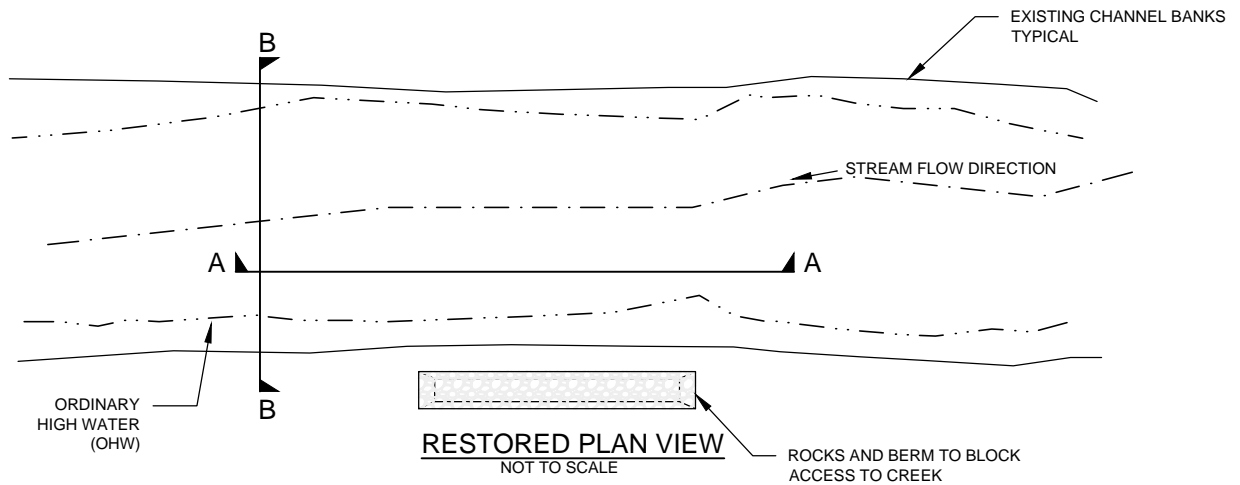 EXISTING CHANNEL BANKS
TYPICAL
B
STREAM FLOW DIRECTION
A
A
B
ORDINARY
HIGH WATER
(OHW)
RESTORED PLAN VIEW
NOT TO SCALE
ROCKS AND BERM TO BLOCK
ACCESS TO CREEK